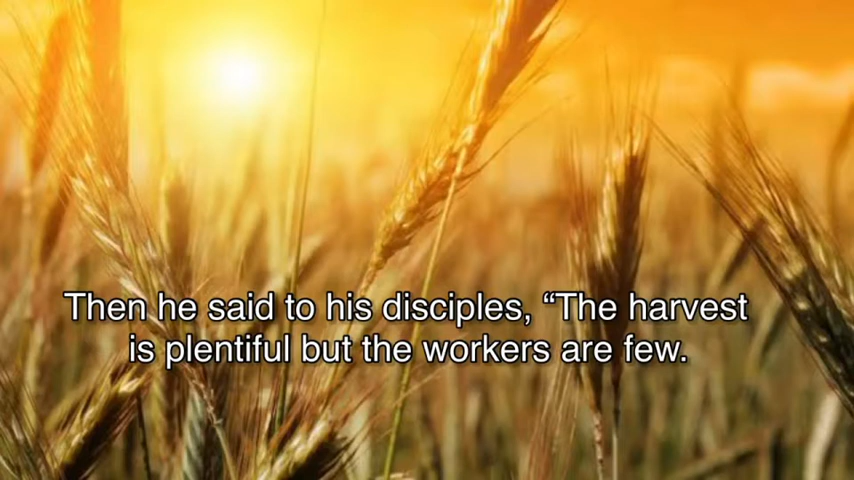 Then he said to his disciples, “The harvest
is plentiful but the workers are few.